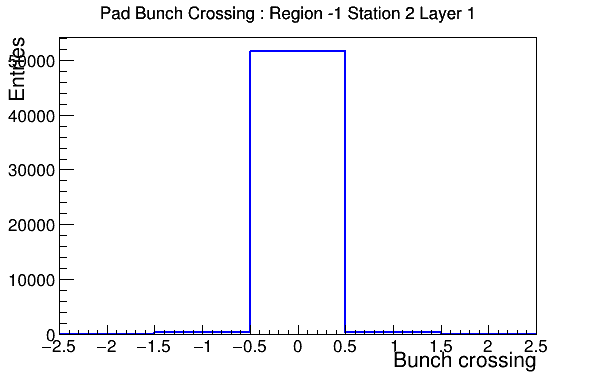 Pad Bunch Crossing : Region -1 Station 2 Layer 1
Entries
50000
40000
30000
20000
10000
0
−2.5 −2 −1.5 −1 −0.5 0 0.5 1 1.5 2 2.5
Bunch crossing